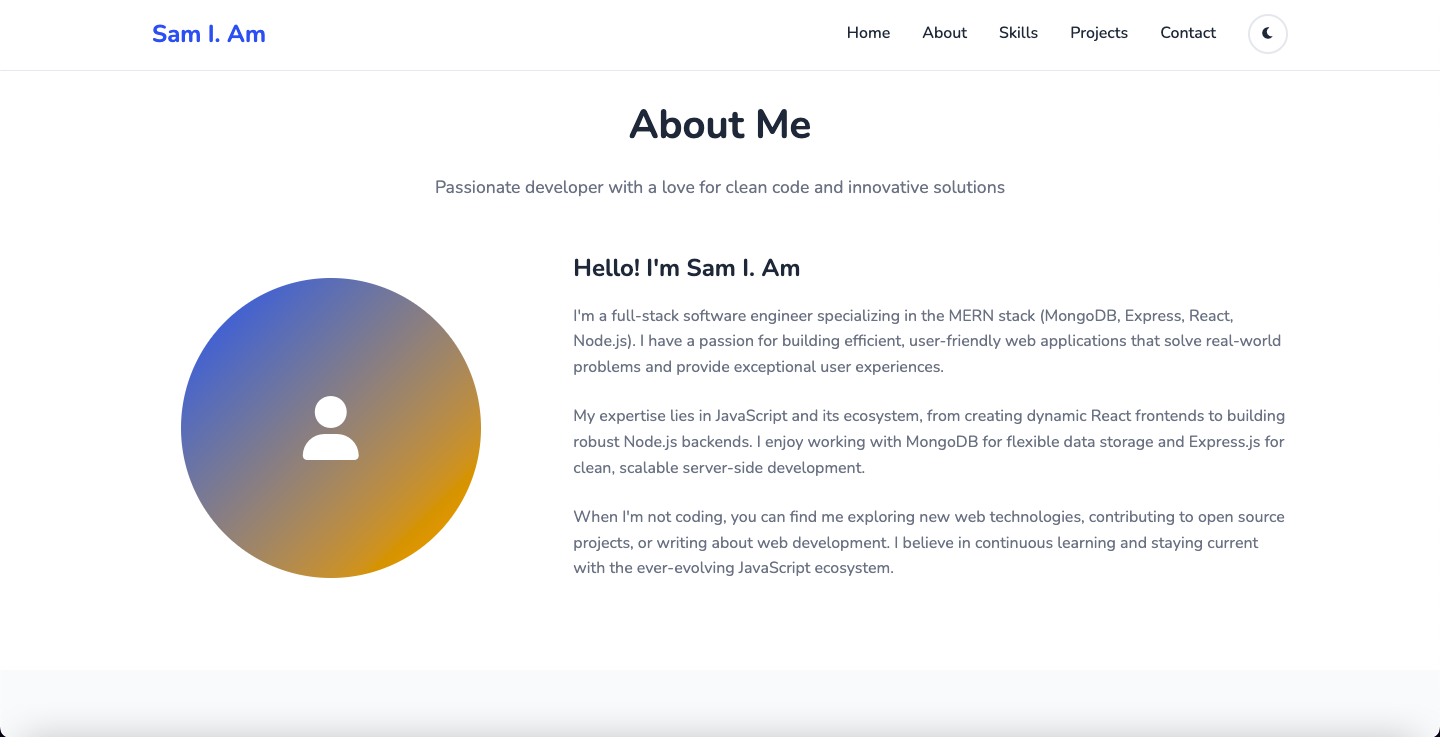 Sam I. Am
Home About Skills Projects Contact
About Me
Passionate developer with a love for clean code and innovative solutions
Hello! I'm Sam I. Am
I'm a full-stack software engineer specializing in the MERN stack (MongoDB, Express, React,
Node.js). I have a passion for building efficient, user-friendly web applications that solve real-world
problems and provide exceptional user experiences.
My expertise lies in JavaScript and its ecosystem, from creating dynamic React frontends to building
robust Node.js backends. I enjoy working with MongoDB for flexible data storage and Express.js for
clean, scalable server-side development.
When I'm not coding, you can find me exploring new web technologies, contributing to open source
projects, or writing about web development. I believe in continuous learning and staying current
with the ever-evolving JavaScript ecosystem.